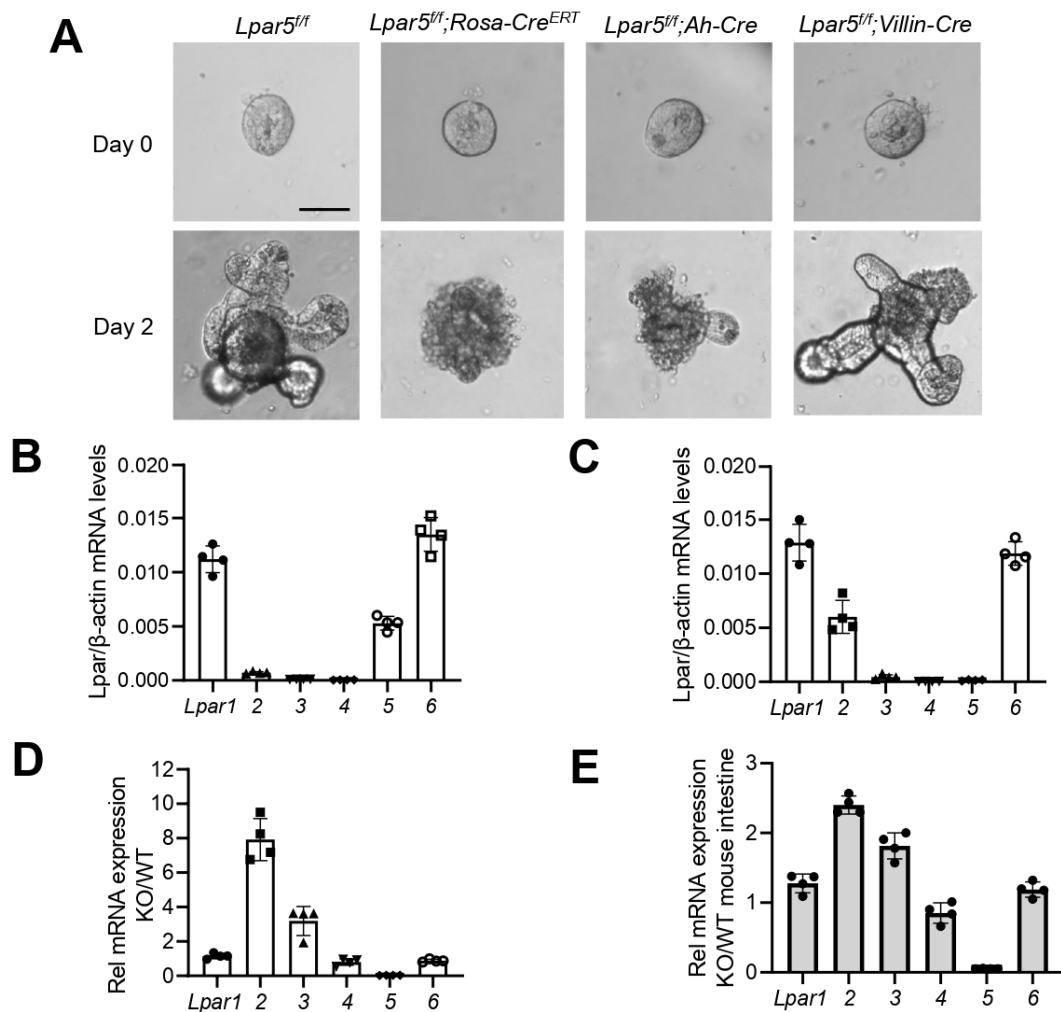 A
Lpar5f/f
Lpar5f/f;Rosa-CreERT
Lpar5f/f;Ah-Cre
Lpar5f/f;Villin-Cre
Day 0
Day 2
B
Lpar/β-actin mRNA levels
0.020
0.015
0.010
0.005
0.000
Lpar1 2 3 4 5 6
C
Lpar/β-actin mRNA levels
0.020
0.015
0.010
0.005
0.000
Lpar1 2 3 4 5 6
D
Rel mRNA expression
KO/WT
12
10
8
6
4
2
0
Lpar1 2 3 4 5 6
E
Rel mRNA expression
KO/WT mouse intestine
3
2
1
0
Lpar1 2 3 4 5 6